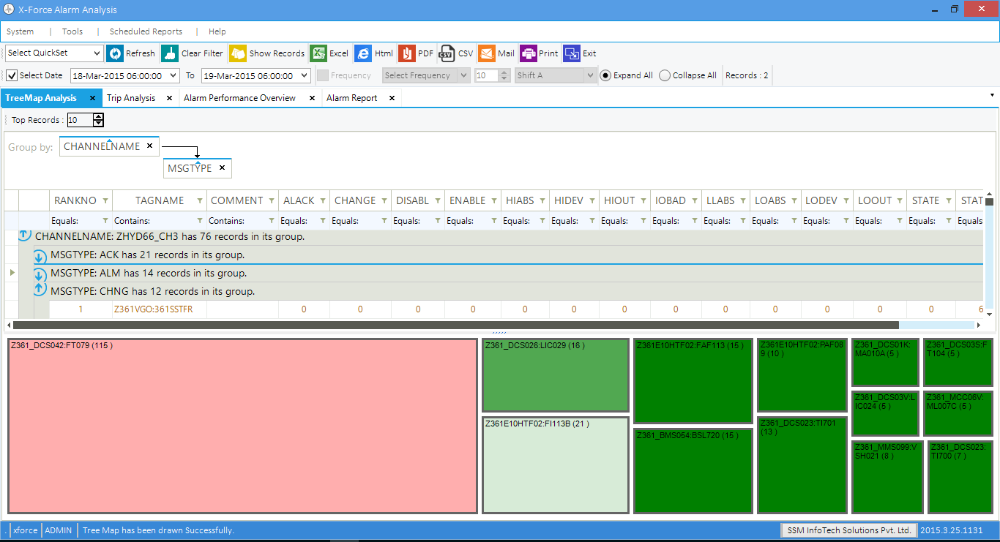 X-Force Alarm Analysis
System | Tools | Scheduled Reports | Help
Select QuickSet Refresh Clear Filter Show Records Excel Html PDF CSV Mail Print Exit
Select Date 18-Mar-2015 06:00:00 To 19-Mar-2015 06:00:00 Frequency Select Frequency 10 Shift A Expand All Collapse All Records : 2
TreeMap Analysis Trip Analysis Alarm Performance Overview Alarm Report
Top Records : 10
Group by: CHANNELNAME
MSGTYPE
RANKNO TAGNAME COMMENT ALACK CHANGE DISABL ENABLE HIABS HIDEV HIOUT IOBAD LLABS LOABS LODEV LOOUT STATE STAT
Equals: Contains: Contains: Equals: Equals: Equals: Equals: Equals: Equals: Equals: Equals: Equals: Equals: Equals: Equals: Equals: Equals
CHANNELNAME: ZHYD66_CH3 has 76 records in its group.
MSGTYPE: ACK has 21 records in its group.
MSGTYPE: ALM has 14 records in its group.
MSGTYPE: CHNG has 12 records in its group.
1 Z361VGO:361SSTFR 0 0 0 0 0 0 0 0 0 0 0 0 0 6
Z361_DCS042:FT079 (115 )
Z361_DCS026:LIC029 (16 )
Z361E10HTF02:FI113B (21 )
Z361E10HTF02:FAF113 (15 )
Z361_BMS054:BSL720 (15 )
Z361E10HTF02:PAF08
9 (10 )
Z361_DCS023:TI701
(13 )
Z361_DCS01K:
MA010A (5 )
Z361_DCS03S:F
T104 (5 )
Z361_DCS03V:L
IC024 (5 )
Z361_MCC06V:
ML007C (5 )
Z361_MMS099:V
SH021 (8 )
Z361_DCS023:
TI700 (7 )
. xforce ADMIN Tree Map has been drawn Successfully. SSM InfoTech Solutions Pvt. Ltd. 2015.3.25.1131